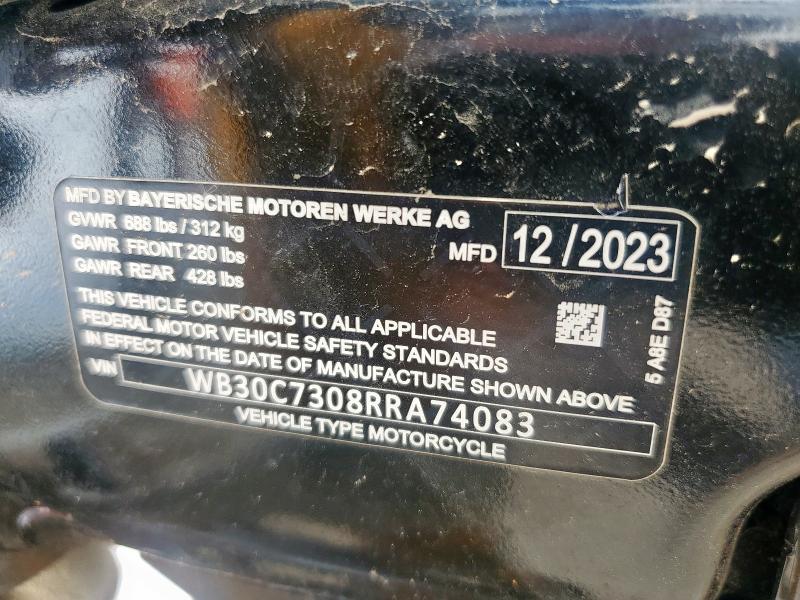 MFD BY BAYERISCHE MOTOREN WERKE AG
GVWR 688 lbs / 312 kg
GAWR FRONT 260 lbs
GAWR REAR 428 lbs
MFD 12 / 2023
THIS VEHICLE CONFORMS TO ALL APPLICABLE
FEDERAL MOTOR VEHICLE SAFETY STANDARDS
IN EFFECT ON THE DATE OF MANUFACTURE SHOWN ABOVE
VIN WB30C7308RRA74083
VEHICLE TYPE MOTORCYCLE
5 A8E D87